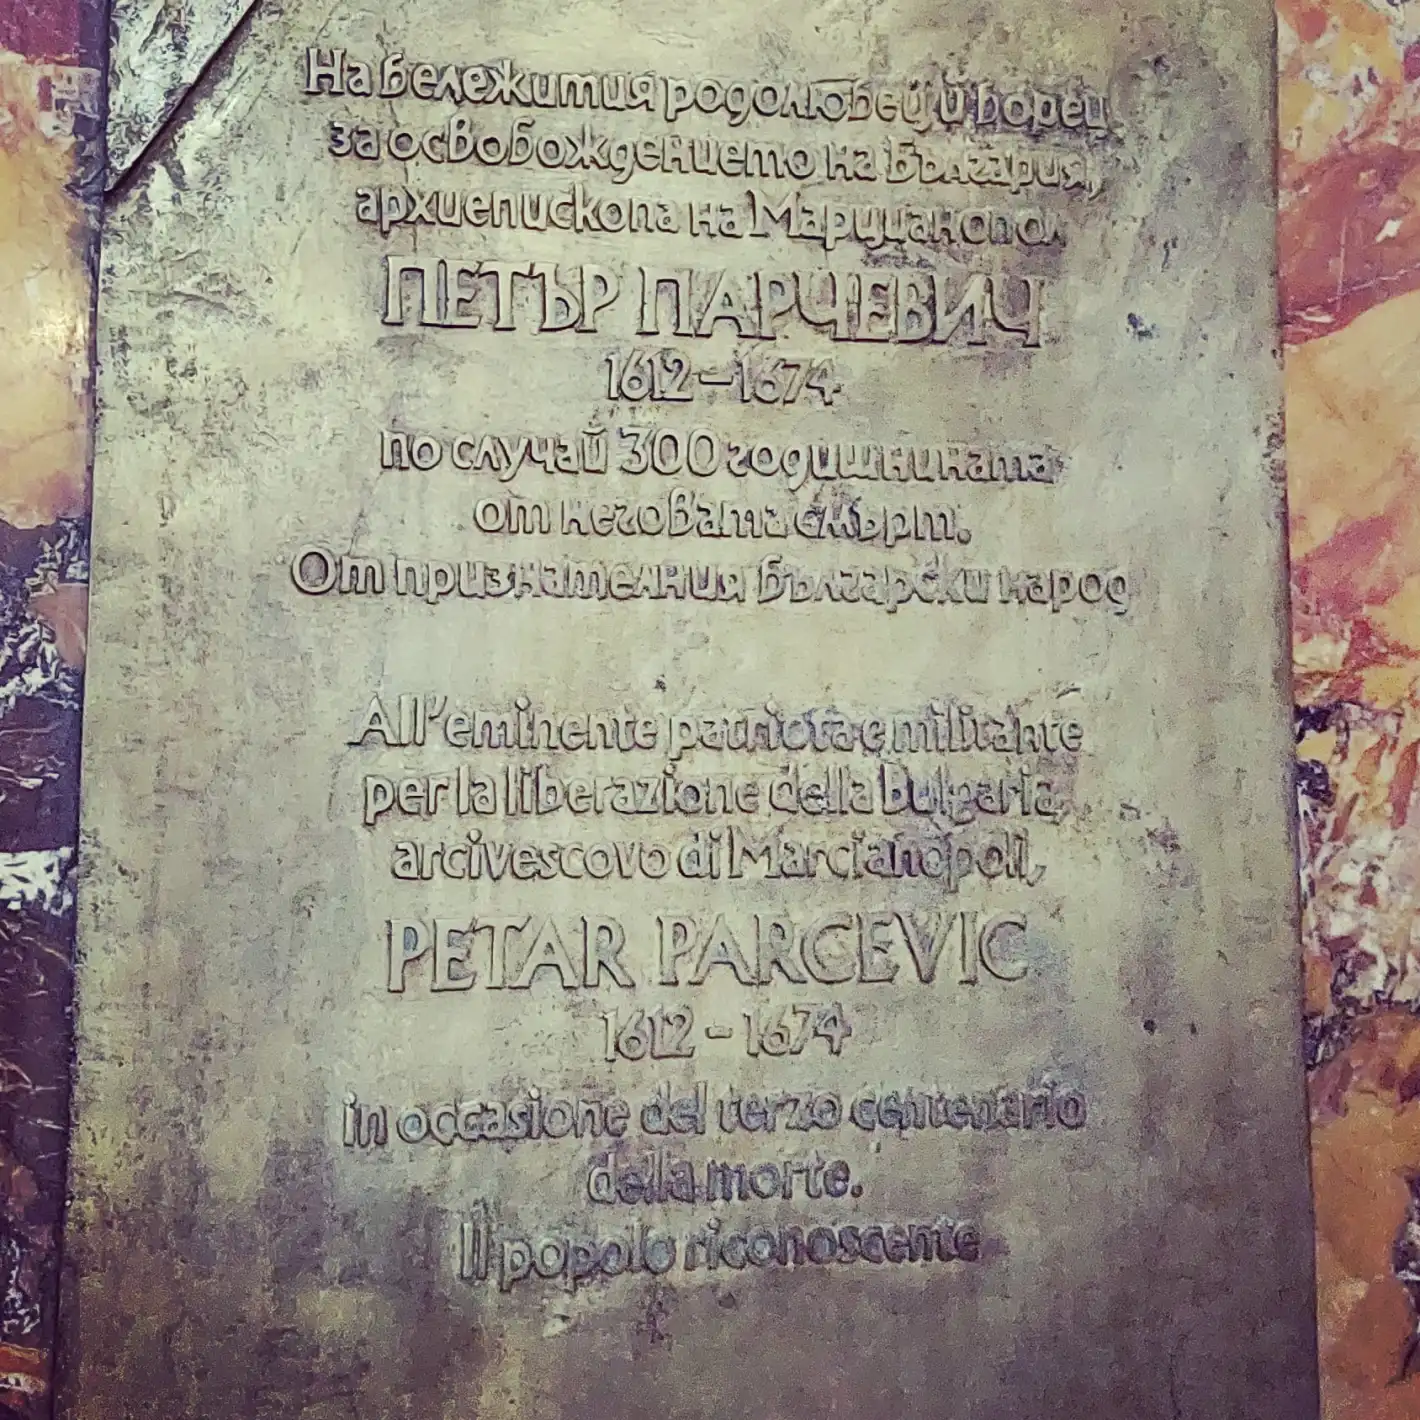 На бележития родолюбец и борец
за освобождението на България,
архиепископа на Марцианопол
ПЕТЪР ПАРЧЕВИЧ
1612 – 1674
по случай 300 годишнината
от неговата смърт.
От признателния български народ
All'eminente patriota e militante
per la liberazione della Bulgaria,
arcivescovo di Marcianopoli,
PETAR PARCEVIC
1612 - 1674
in occasione del terzo centenario
della morte.
Il popolo riconoscente